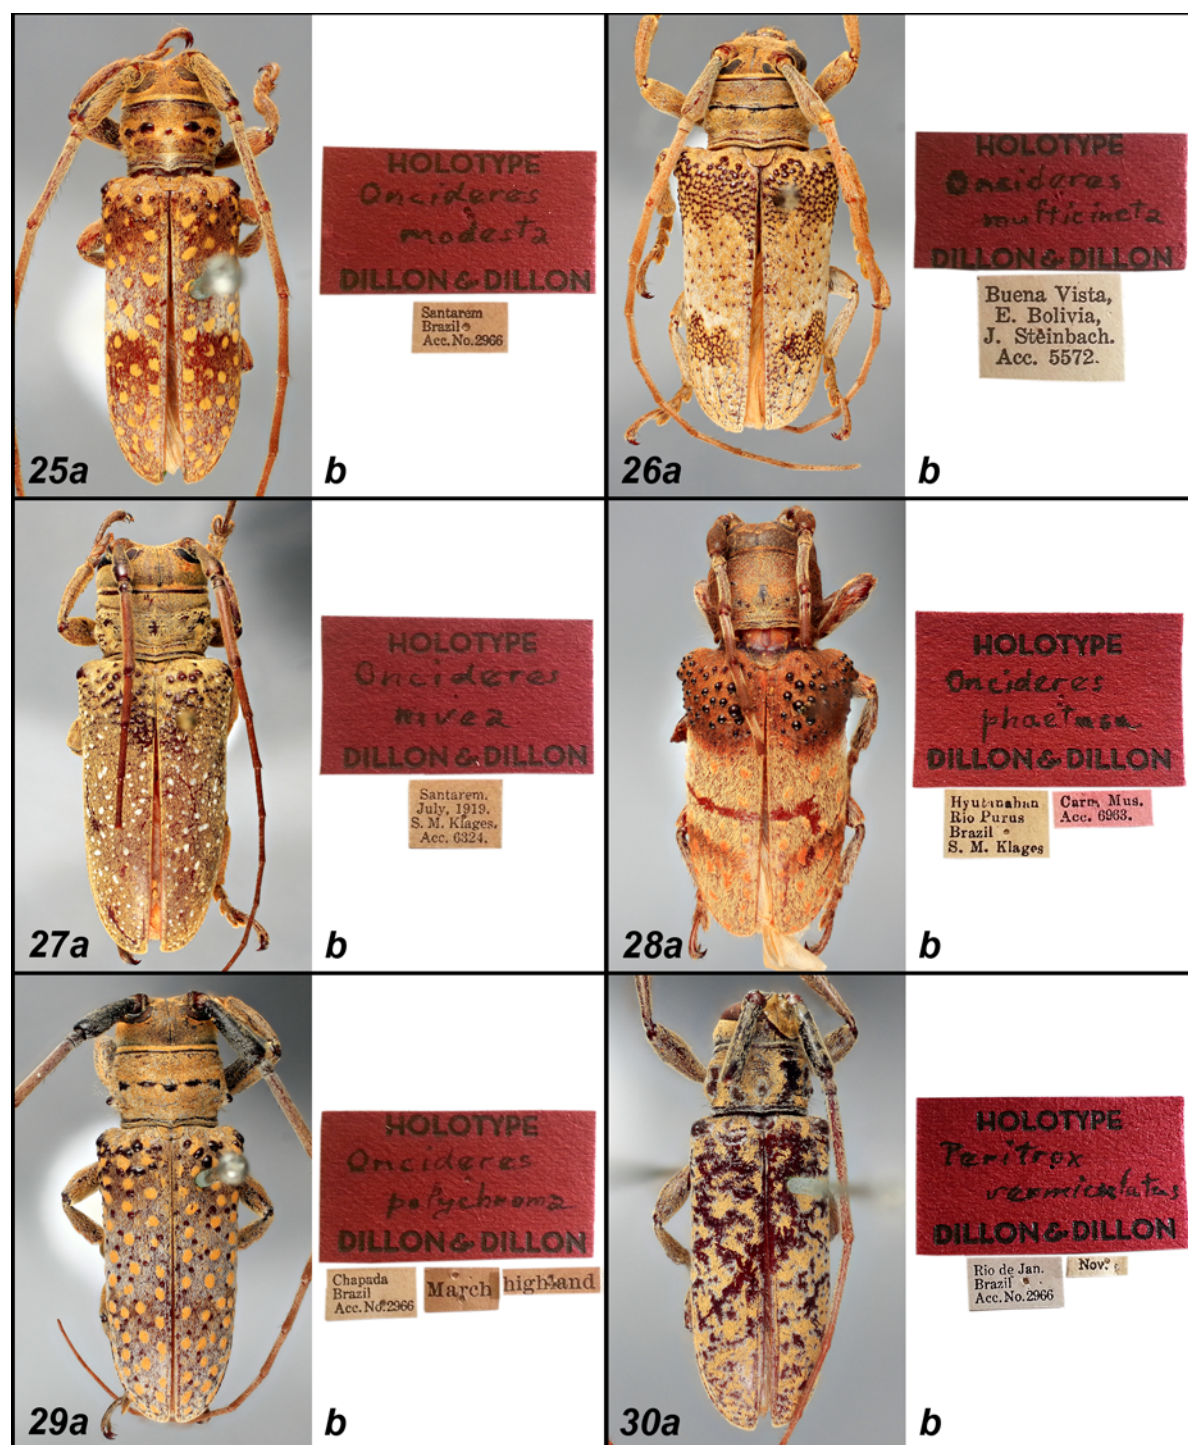 HOLOTYPE
Oncideres
modesta
DILLON & DILLON
Santarem
Brazil
Acc. No. 2966
25a
b
HOLOTYPE
Oncideres
multicincta
DILLON & DILLON
Buena Vista,
E. Bolivia,
J. Steinbach.
Acc. 5572.
26a
b
HOLOTYPE
Oncideres
nivea
DILLON & DILLON
Santarem.
July, 1919.
S. M. Klages.
Acc. 6324.
27a
b
HOLOTYPE
Oncideres
phaetusa
DILLON & DILLON
Hyutanahan
Rio Purus
Brazil
S. M. Klages
Carn. Mus.
Acc. 6963.
28a
b
HOLOTYPE
Oncideres
polychroma
DILLON & DILLON
Chapada
Brazil
Acc. No. 2966
March
highland
29a
b
HOLOTYPE
Peritrox
vermiculatus
DILLON & DILLON
Rio de Jan.
Brazil
Acc. No. 2966
Nov.
30a
b